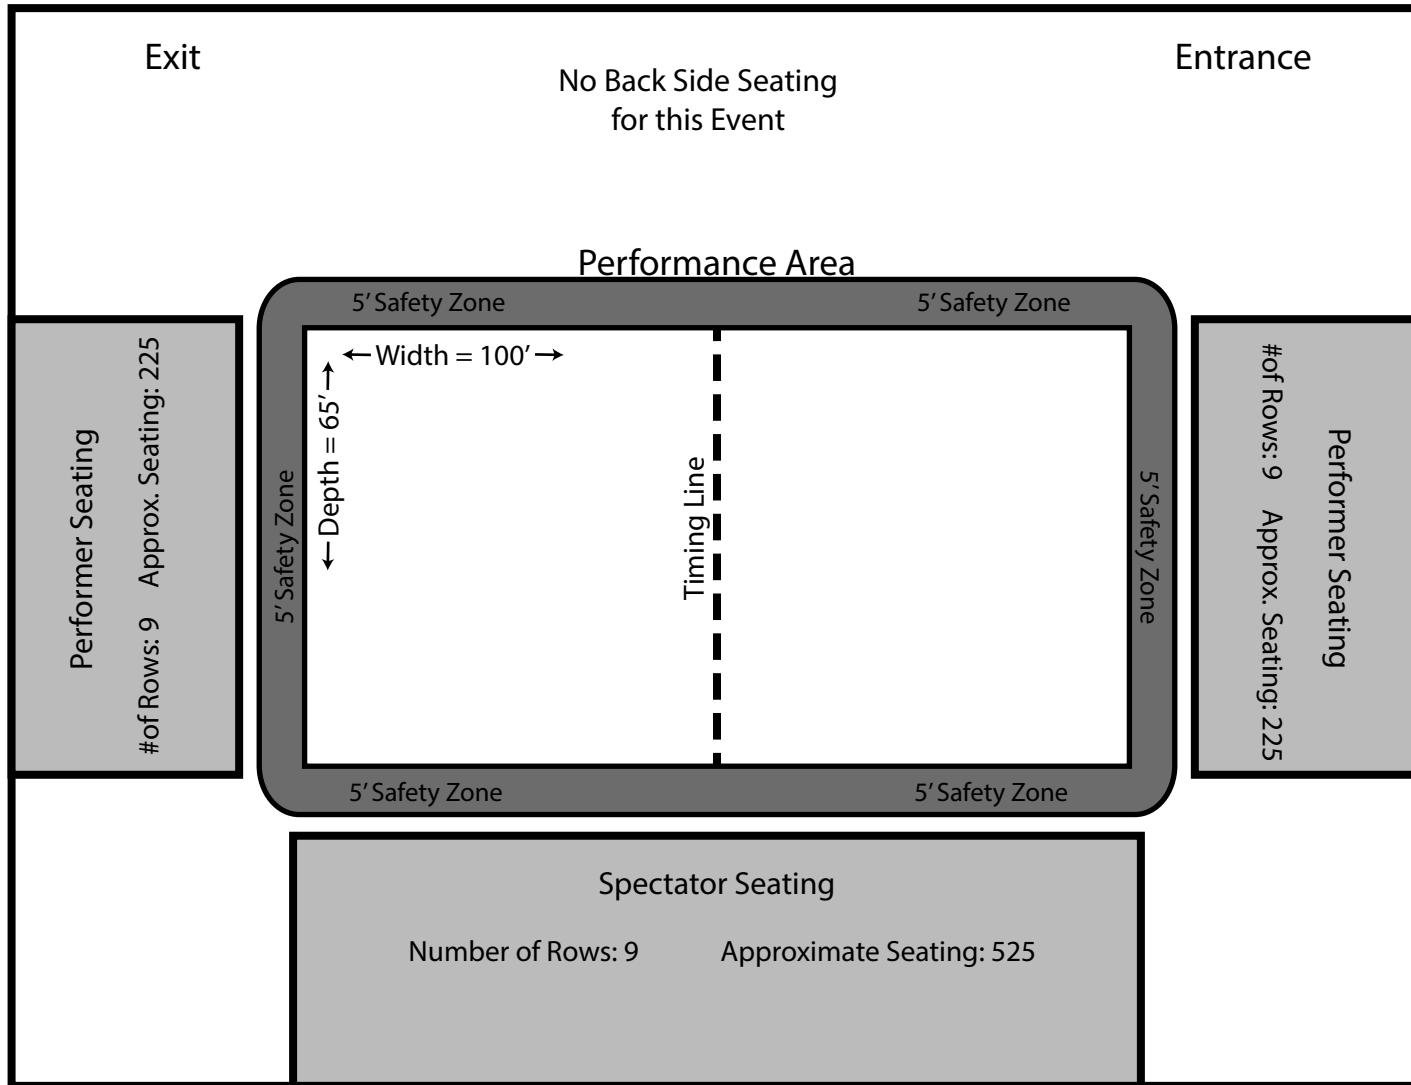 Exit
Entrance
No Back Side Seating
for this Event
Performance Area
5' Safety Zone
5' Safety Zone
Width = 100'
Depth = 65'
Timing Line
5' Safety Zone
5' Safety Zone
Performer Seating
#of Rows: 9 Approx. Seating: 225
#of Rows: 9 Approx. Seating: 225
Performer Seating
5' Safety Zone
5' Safety Zone
Spectator Seating
Number of Rows: 9 Approximate Seating: 525